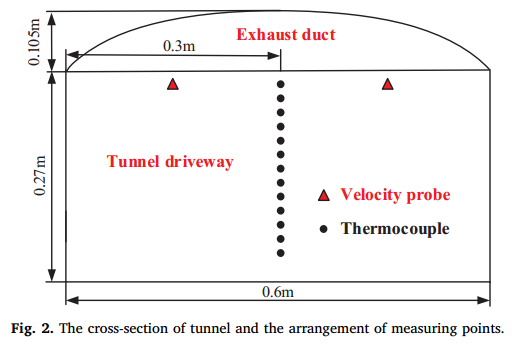 0.105m
Exhaust duct
0.3m
0.27m
Tunnel driveway
Velocity probe
Thermocouple
0.6m
Fig. 2. The cross-section of tunnel and the arrangement of measuring points.